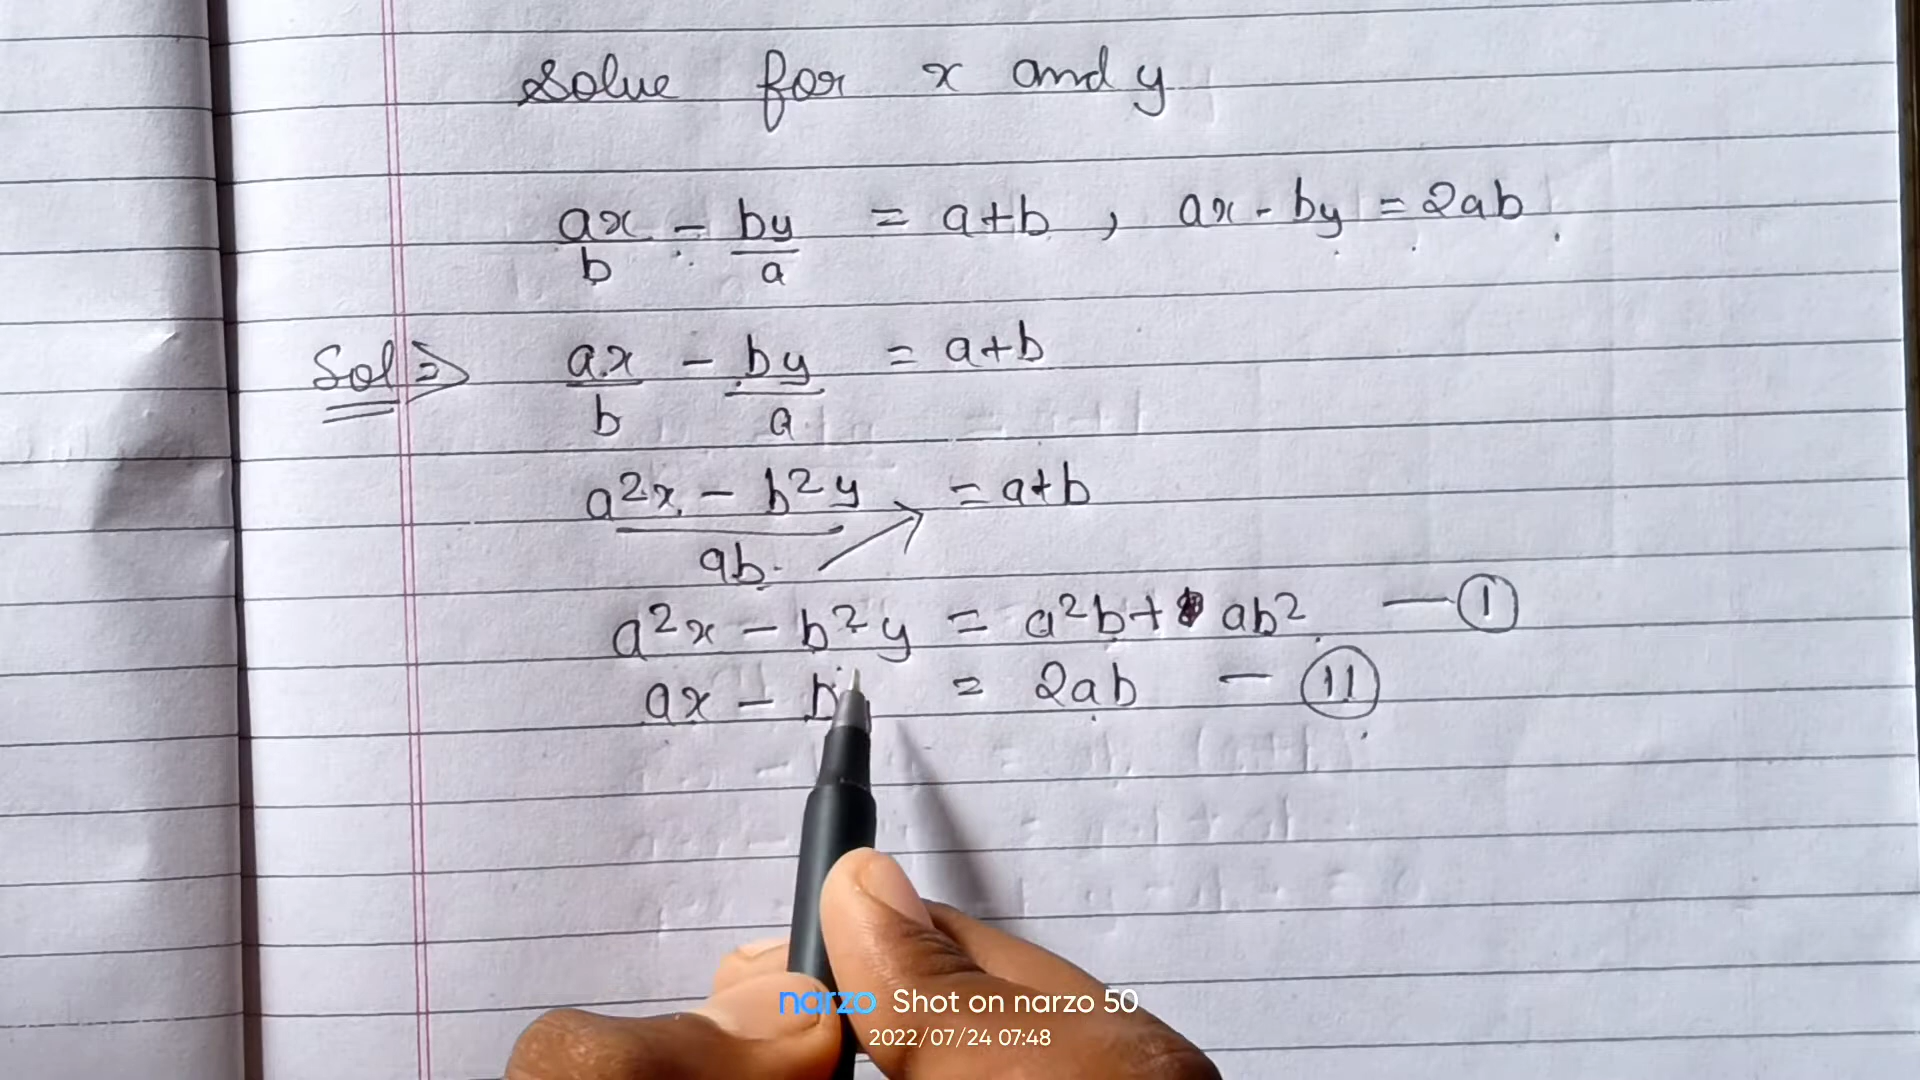 Solve for x and y
ax/b - by/a = a+b , ax - by = 2ab
Sol ⇒ ax/b - by/a = a+b
a²x - b²y / ab = a+b
a²x - b²y = a²b + ab² — (I)
ax - by = 2ab — (II)
narzo Shot on narzo 50
2022/07/24 07:48